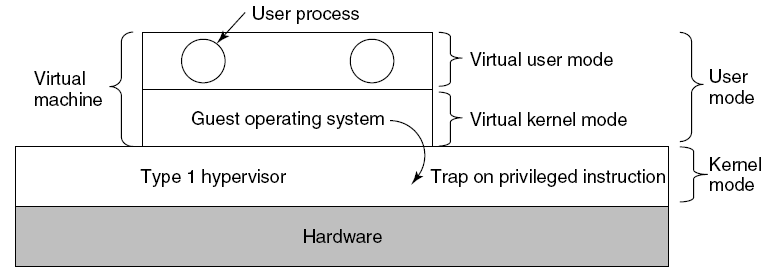 User process
Virtual
machine
Virtual user mode
User
mode
Guest operating system
Virtual kernel mode
Type 1 hypervisor
Trap on privileged instruction
Kernel
mode
Hardware